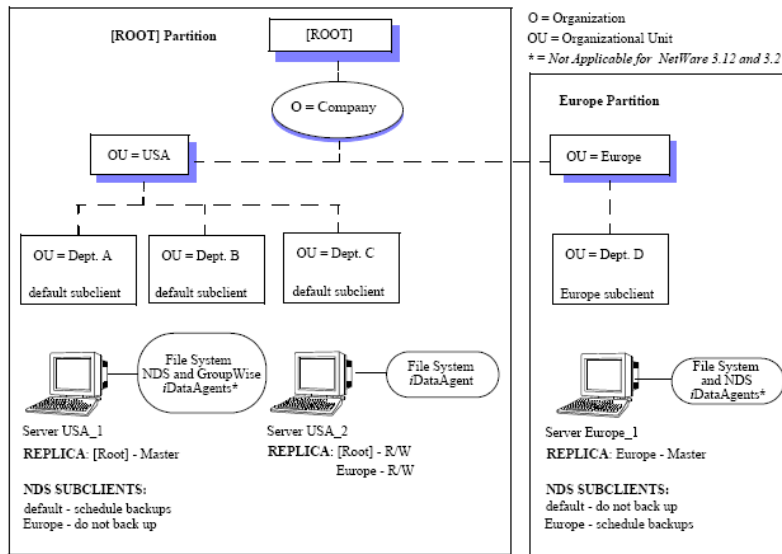 [ROOT] Partition
[ROOT]
O = Organization
OU = Organizational Unit
* = Not Applicable for NetWare 3.12 and 3.2
O = Company
Europe Partition
OU = USA
OU = Europe
OU = Dept. A
default subclient
OU = Dept. B
default subclient
OU = Dept. C
default subclient
OU = Dept. D
Europe subclient
File System
NDS and GroupWise
iDataAgents*
File System
iDataAgent
File System
and NDS
iDataAgents*
Server USA_1
REPLICA: [Root] - Master
NDS SUBCLIENTS:
default - schedule backups
Europe - do not back up
Server USA_2
REPLICA: [Root] - R/W
Europe - R/W
Server Europe_1
REPLICA: Europe - Master
NDS SUBCLIENTS:
default - do not back up
Europe - schedule backups